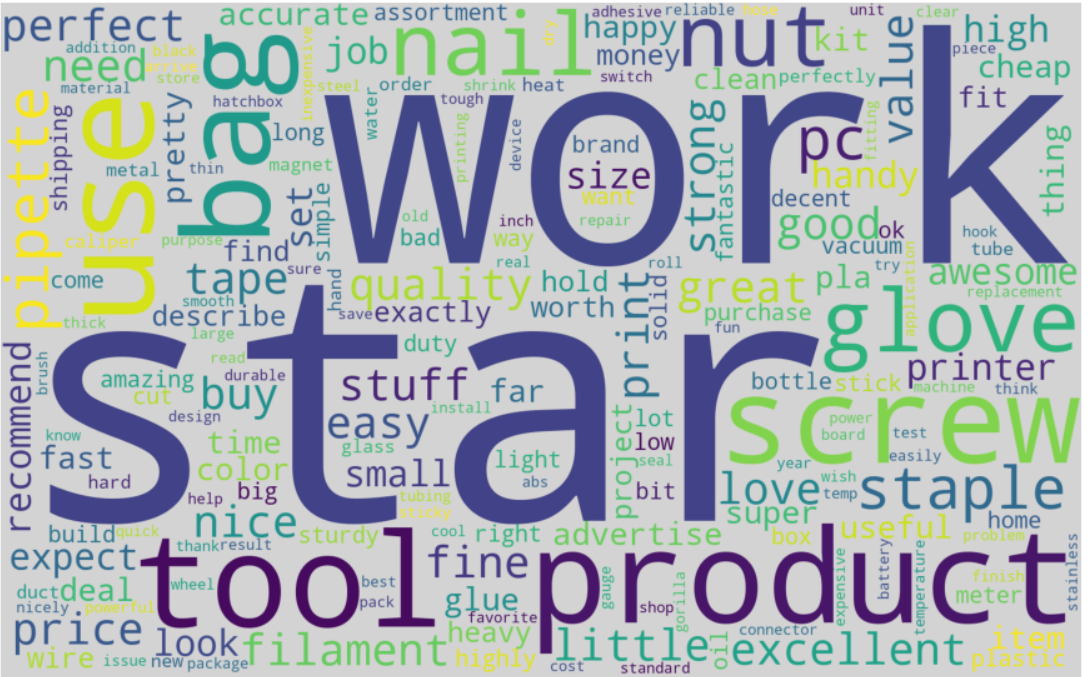 perfect
addition
black
arrive
store
need
material
accurate
assortment
adhesive
reliable
hose
unit
clear
high
piece
cheap
nail
dry
happy
money
switch
nut
kit
value
clean
perfectly
fit
job
bag
inexpensive
steel
order
shrink
heat
hatchbox
tough
water
long
magnet
pipette
shipping
use
metal
pretty
thin
work
printing
device
brand
size
want
repair
strong
fantastic
pc
fitting
handy
decent
good
ok
thing
set
simple
old
bad
inch
way
real
roll
vacuum
hook
tube
try
caliper
purpose
find
sure
come
tape
smooth
hand
quality
hold
worth
print
solid
great
pla
purchase
application
awesome
replacement
thick
describe
large
read
save
exactly
duty
fun
glove
star
recommend
brush
amazing
cut
durable
design
buy
stuff
far
easy
install
bottle
stick
machine
printer
think
screw
power
board
test
easily
know
fast
time
color
glass
small
light
abs
project
lot
low
seal
bit
year
wish
temp
love
staple
hard
help
big
tubing
sticky
super
build
quick
nice
sturdy
cool
right
advertise
box
useful
home
problem
expect
thank
result
tool
fine
product
duct
deal
wheel
best
pack
nicely
powerful
favorite
glue
gauge
shop
gorilla
expensive
battery
temperature
finish
meter
stainless
price
look
filament
heavy
little
oil
connector
excellent
item
plastic
wire
issue
new
package
highly
cost
standard